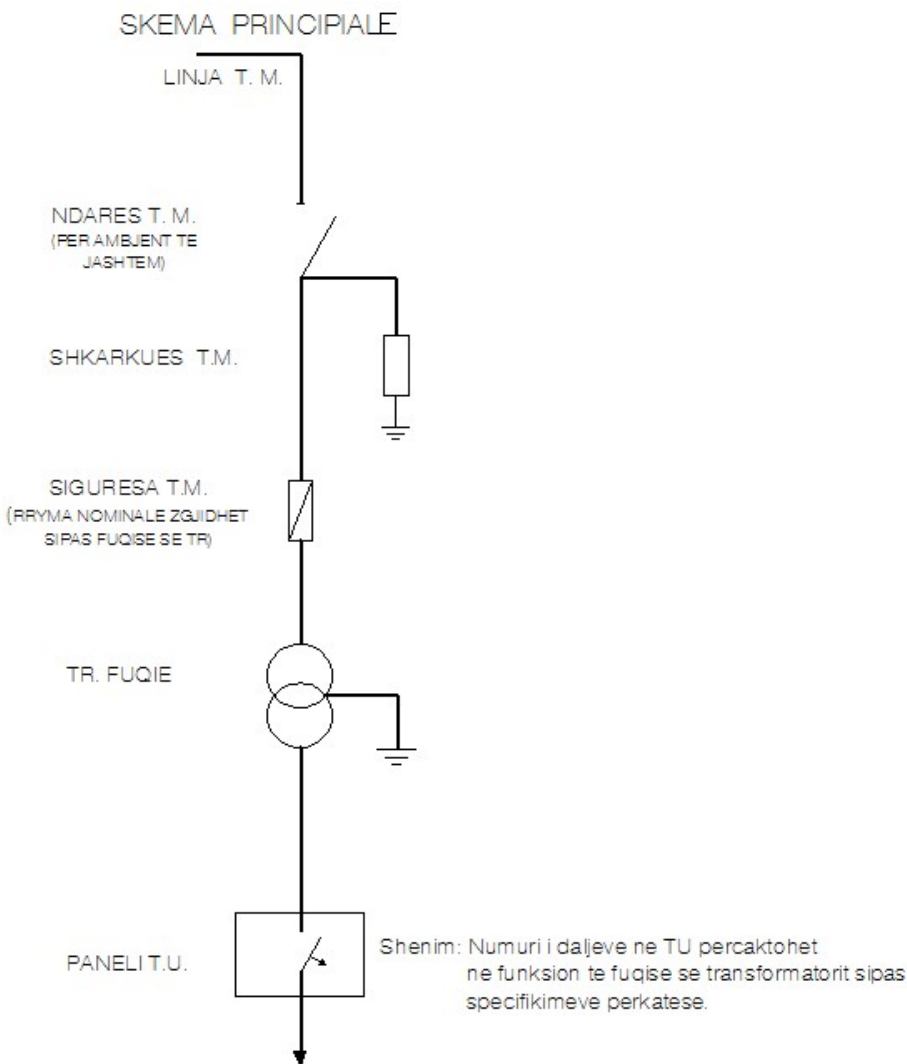 SKEMA PRINCIPIALE
LINJA T. M.
NDARES T. M.
(PER AMBJENT TE
JASHTEM)
SHKARKUES T.M.
SIGURESA T.M.
(RRYMA NOMINALE ZGJIDHET
SIPAS FUQISE SE TR)
TR. FUQIE
PANELI T.U.
Shenim: Numuri i daljeve ne TU percaktohet
ne funksion te fuqise se transformatorit sipas
specifikimeve perkatese.